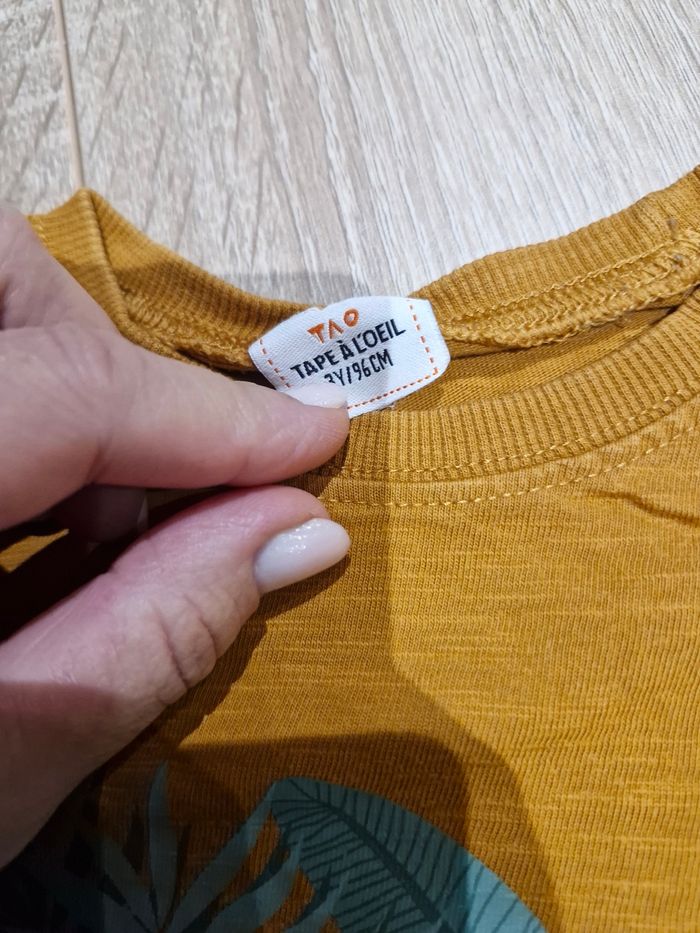 TAO
TAPE À L'OEIL
3Y/96CM